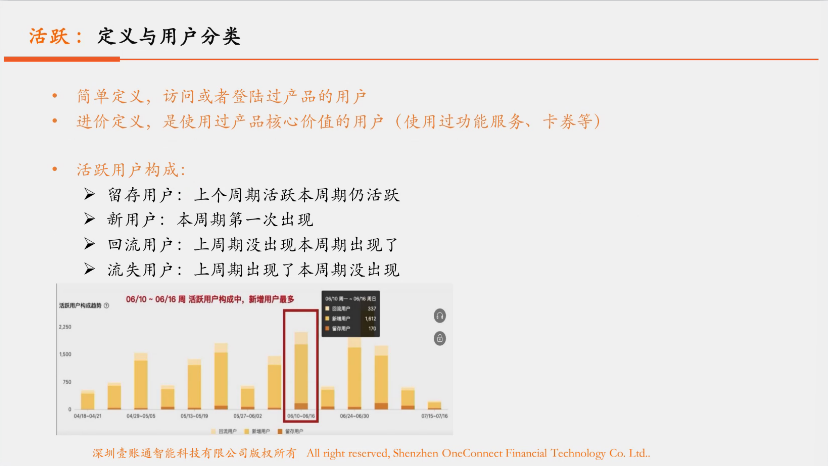 活跃：定义与用户分类
• 简单定义，访问或者登陆过产品的用户
• 进价定义，是使用过产品核心价值的用户（使用过功能服务、卡券等）
• 活跃用户构成：
➢ 留存用户：上个周期活跃本周期仍活跃
➢ 新用户：本周期第一次出现
➢ 回流用户：上周期没出现本周期出现了
➢ 流失用户：上周期出现了本周期没出现
活跃用户构成趋势 ?
06/10 ~ 06/16 周 活跃用户构成中，新增用户最多
06/10 周一 ~ 06/16 周日
回流用户 337
新增用户 1,612
留存用户 170
2,250
1,500
750
0
04/18~04/21 04/29~05/05 05/13~05/19 05/27~06/02 06/10~06/16 06/24~06/30 07/15~07/16
回流用户 新增用户 留存用户
深圳壹账通智能科技有限公司版权所有 All right reserved, Shenzhen OneConnect Financial Technology Co. Ltd..